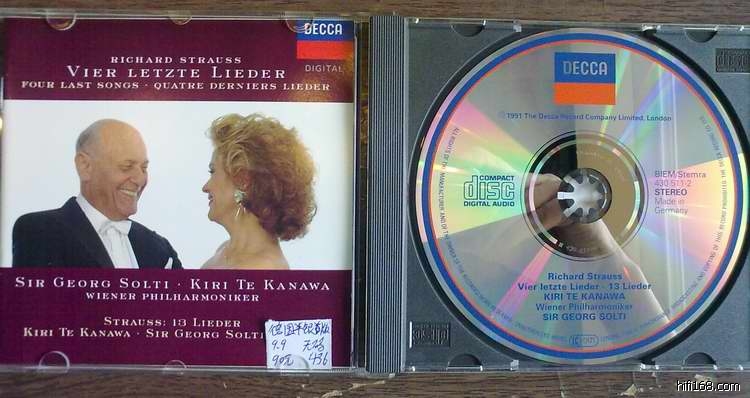 DECCA
DIGITAL
RICHARD STRAUSS
VIER LETZTE LIEDER
FOUR LAST SONGS · QUATRE DERNIERS LIEDER
SIR GEORG SOLTI · KIRI TE KANAWA
WIENER PHILHARMONIKER
STRAUSS: 13 LIEDER
KIRI TE KANAWA · SIR GEORG SOLTI
9.9
436
DECCA
℗1991 The Decca Record Company Limited, London
COMPACT
disc
DIGITAL AUDIO
BIEM/Stemra
430 511-2
STEREO
Made in
Germany
Richard Strauss
Vier letzte Lieder · 13 Lieder
KIRI TE KANAWA
Wiener Philharmoniker
SIR GEORG SOLTI
hifi168.com